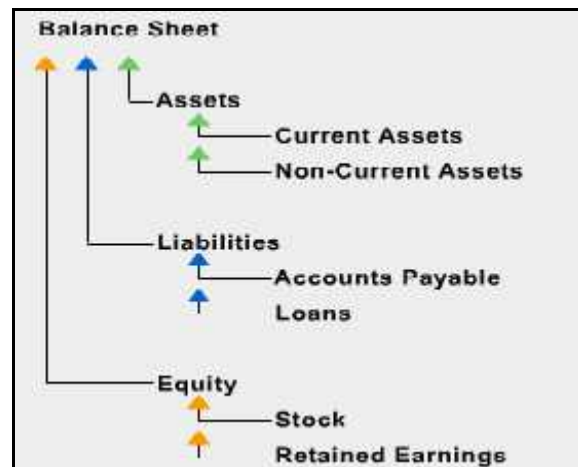 Balance Sheet
Assets
Current Assets
Non-Current Assets
Liabilities
Accounts Payable
Loans
Equity
Stock
Retained Earnings